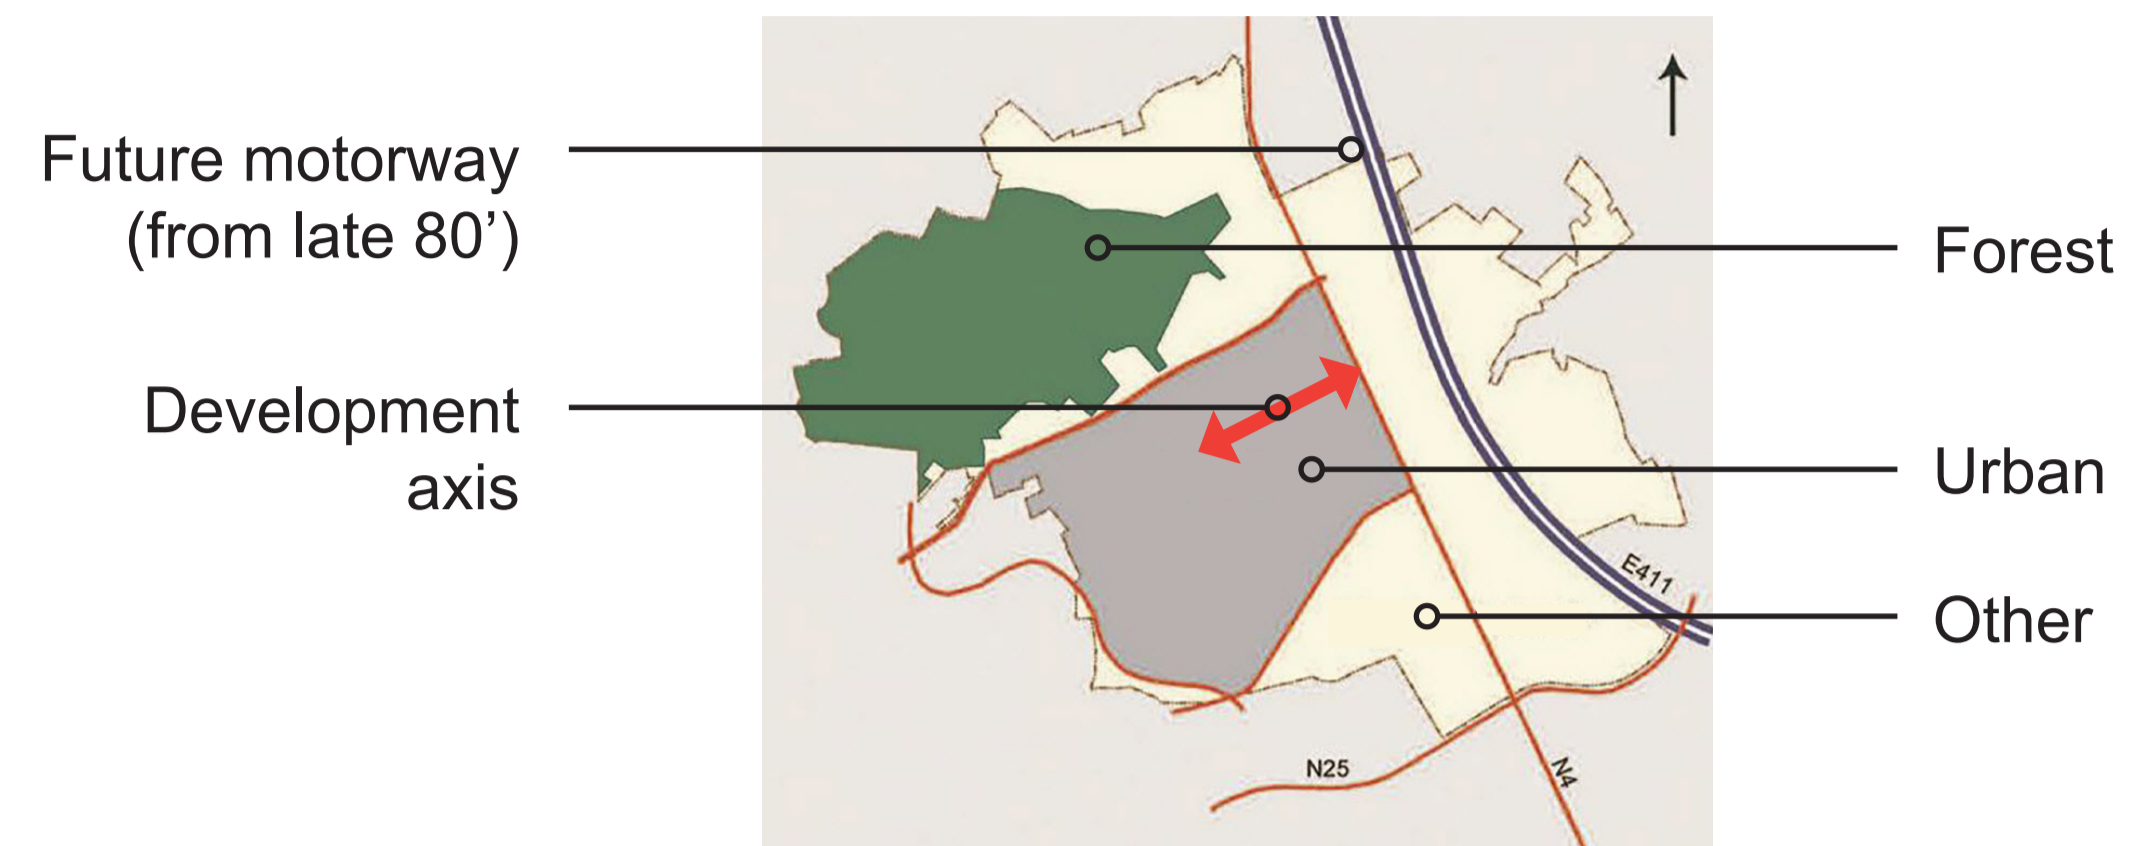 Future motorway
(from late 80’)
Development
axis
Forest
Urban
Other
E411
N25
N4